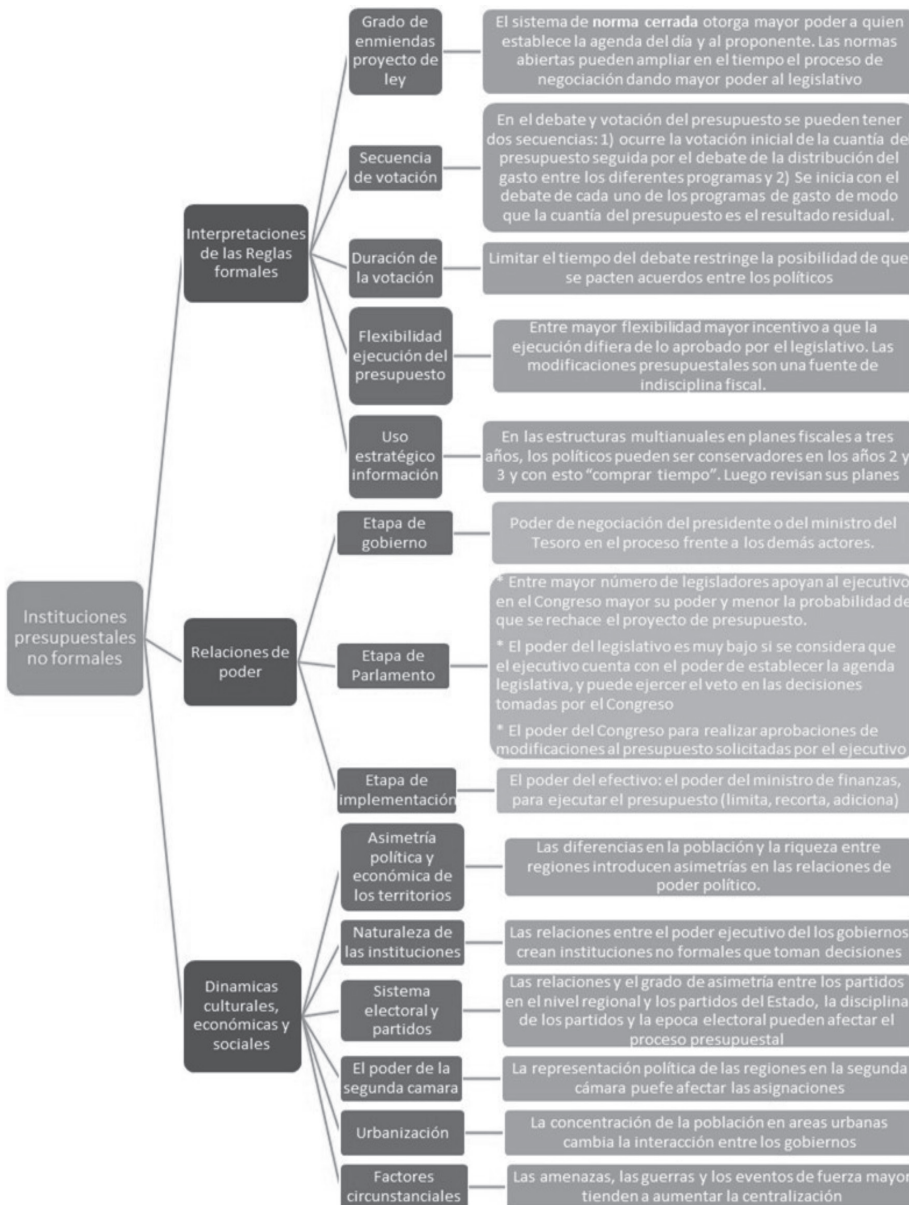 Instituciones
presupuestales
no formales
Interpretaciones
de las Reglas
formales
Grado de
enmiendas
proyecto de
ley
El sistema de norma cerrada otorga mayor poder a quien
establece la agenda del día y al proponente. Las normas
abiertas pueden ampliar en el tiempo el proceso de
negociación dando mayor poder al legislativo
Secuencia
de votación
En el debate y votación del presupuesto se pueden tener
dos secuencias: 1) ocurre la votación inicial de la cuantía de
presupuesto seguida por el debate de la distribución del
gasto entre los diferentes programas y 2) Se inicia con el
debate de cada uno de los programas de gasto de modo
que la cuantía del presupuesto es el resultado residual.
Duración de
la votación
Limitar el tiempo del debate restringe la posibilidad de que
se pacten acuerdos entre los políticos
Flexibilidad
ejecución del
presupuesto
Entre mayor flexibilidad mayor incentivo a que la
ejecución difiera de lo aprobado por el legislativo. Las
modificaciones presupuestales son una fuente de
indisciplina fiscal.
Uso
estratégico
información
En las estructuras multianuales en planes fiscales a tres
años, los políticos pueden ser conservadores en los años 2 y
3 y con esto “comprar tiempo”. Luego revisan sus planes
Relaciones de
poder
Etapa de
gobierno
Poder de negociación del presidente o del ministro del
Tesoro en el proceso frente a los demás actores.
Etapa de
Parlamento
* Entre mayor número de legisladores apoyan al ejecutivo
en el Congreso mayor su poder y menor la probabilidad de
que se rechace el proyecto de presupuesto.
* El poder del legislativo es muy bajo si se considera que
el ejecutivo cuenta con el poder de establecer la agenda
legislativa, y puede ejercer el veto en las decisiones
tomadas por el Congreso
* El poder del Congreso para realizar aprobaciones de
modificaciones al presupuesto solicitadas por el ejecutivo
Etapa de
implementación
El poder del efectivo: el poder del ministro de finanzas,
para ejecutar el presupuesto (limita, recorta, adiciona)
Dinamicas
culturales,
económicas y
sociales
Asimetría
política y
económica de
los territorios
Las diferencias en la población y la riqueza entre
regiones introducen asimetrías en las relaciones de
poder político.
Naturaleza de
las instituciones
Las relaciones entre el poder ejecutivo del los gobiernos
crean instituciones no formales que toman decisiones
Sistema
electoral y
partidos
Las relaciones y el grado de asimetría entre los partidos
en el nivel regional y los partidos del Estado, la disciplina
de los partidos y la epoca electoral pueden afectar el
proceso presupuestal
El poder de la
segunda camara
La representación política de las regiones en la segunda
cámara puefe afectar las asignaciones
Urbanización
La concentración de la población en areas urbanas
cambia la interacción entre los gobiernos
Factores
circunstanciales
Las amenazas, las guerras y los eventos de fuerza mayor
tienden a aumentar la centralización